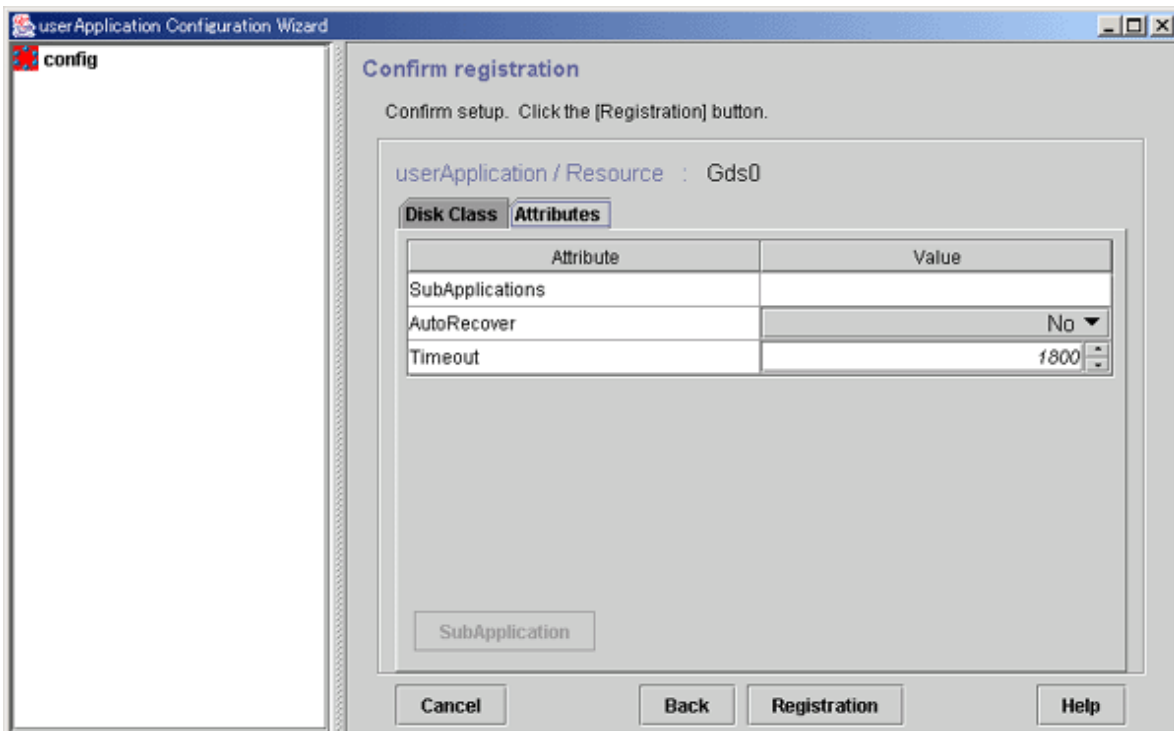 userApplication Configuration Wizard
config
Confirm registration
Confirm setup. Click the [Registration] button.
userApplication / Resource : Gds0
Disk Class Attributes
Attribute Value
SubApplications
AutoRecover No
Timeout 1800
SubApplication
Cancel Back Registration Help